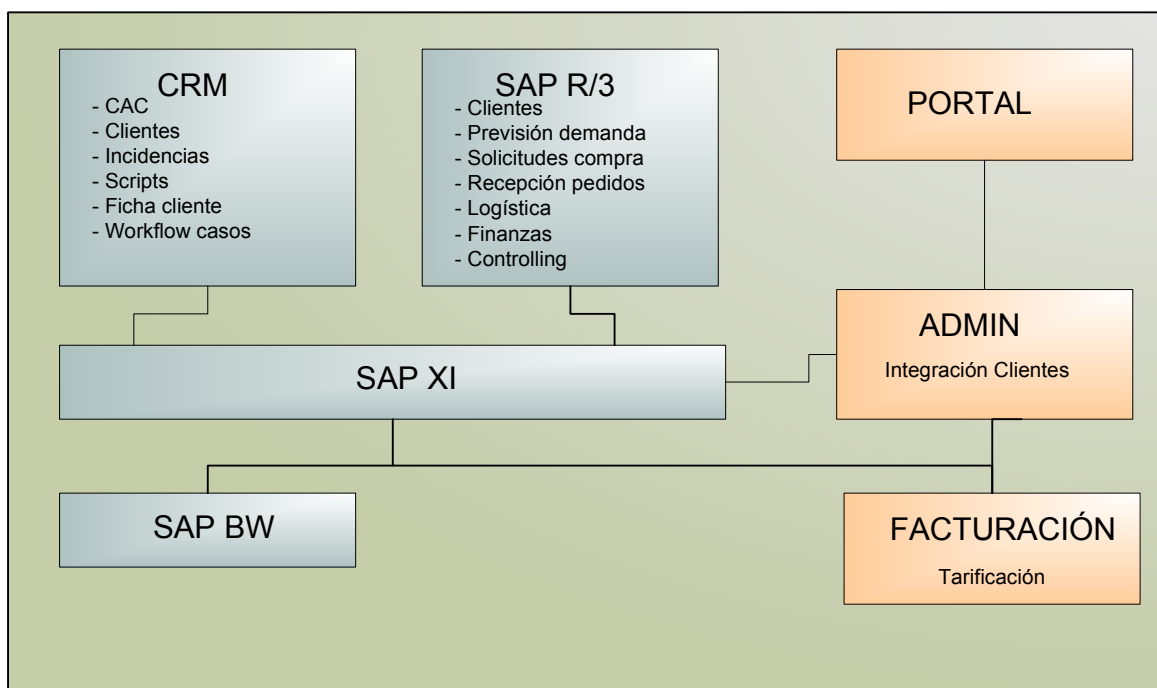 CRM
- CAC
- Clientes
- Incidencias
- Scripts
- Ficha cliente
- Workflow casos
SAP R/3
- Clientes
- Previsión demanda
- Solicitudes compra
- Recepción pedidos
- Logística
- Finanzas
- Controlling
PORTAL
ADMIN
Integración Clientes
SAP XI
SAP BW
FACTURACIÓN
Tarificación